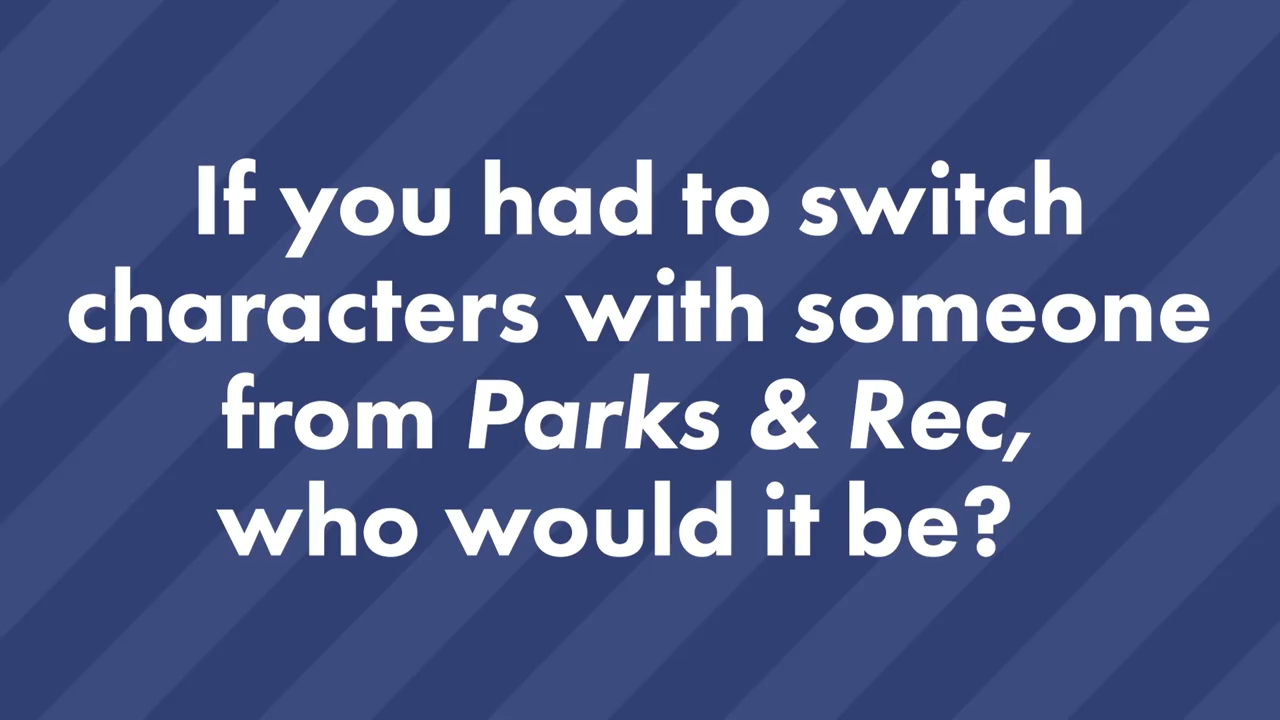 If you had to switch
characters with someone
from Parks & Rec,
who would it be?